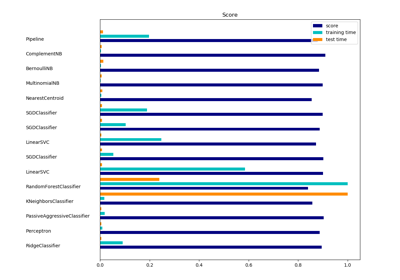 Score
score
training time
test time
Pipeline
ComplementNB
BernoulliNB
MultinomialNB
NearestCentroid
SGDClassifier
SGDClassifier
LinearSVC
SGDClassifier
LinearSVC
RandomForestClassifier
KNeighborsClassifier
PassiveAggressiveClassifier
Perceptron
RidgeClassifier
0.0 0.2 0.4 0.6 0.8 1.0